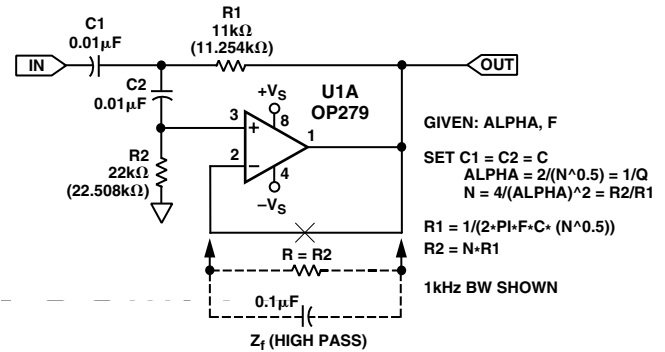 C1
0.01μF
IN
R1
11kΩ
(11.254kΩ)
OUT
C2
0.01μF
+VS
U1A
OP279
3
+
8
1
2
−
4
−VS
R2
22kΩ
(22.508kΩ)
GIVEN: ALPHA, F
SET C1 = C2 = C
ALPHA = 2/(N^0.5) = 1/Q
N = 4/(ALPHA)^2 = R2/R1
R1 = 1/(2*PI*F*C* (N^0.5))
R2 = N*R1
1kHz BW SHOWN
R = R2
0.1μF
Zf (HIGH PASS)